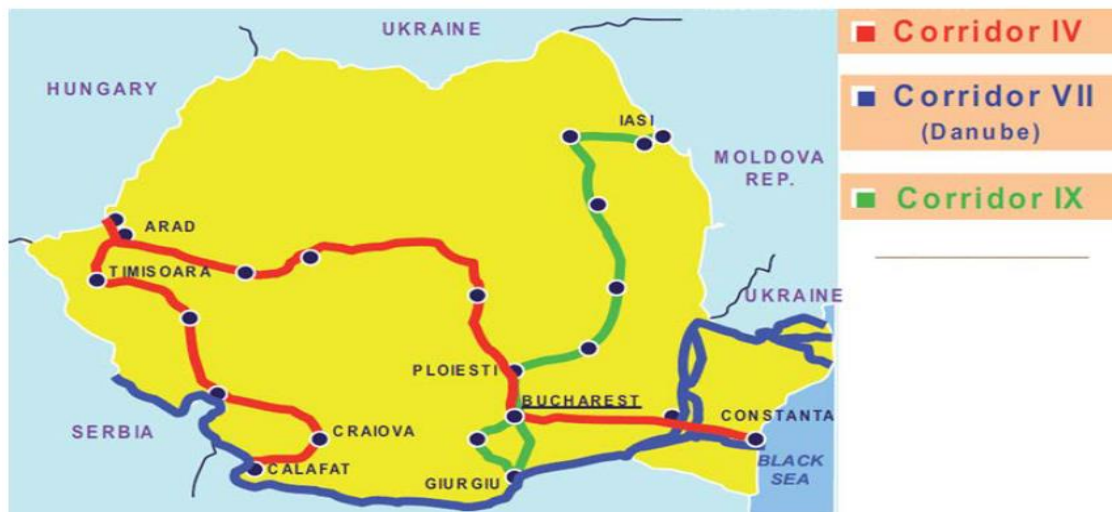 UKRAINE
HUNGARY
IASI
MOLDOVA
REP.
ARAD
TIMISOARA
UKRAINE
PLOIESTI
BUCHAREST
CONSTANTA
SERBIA
CRAIOVA
CALAFAT
GIURGIU
BLACK
SEA
Corridor IV
Corridor VII
(Danube)
Corridor IX